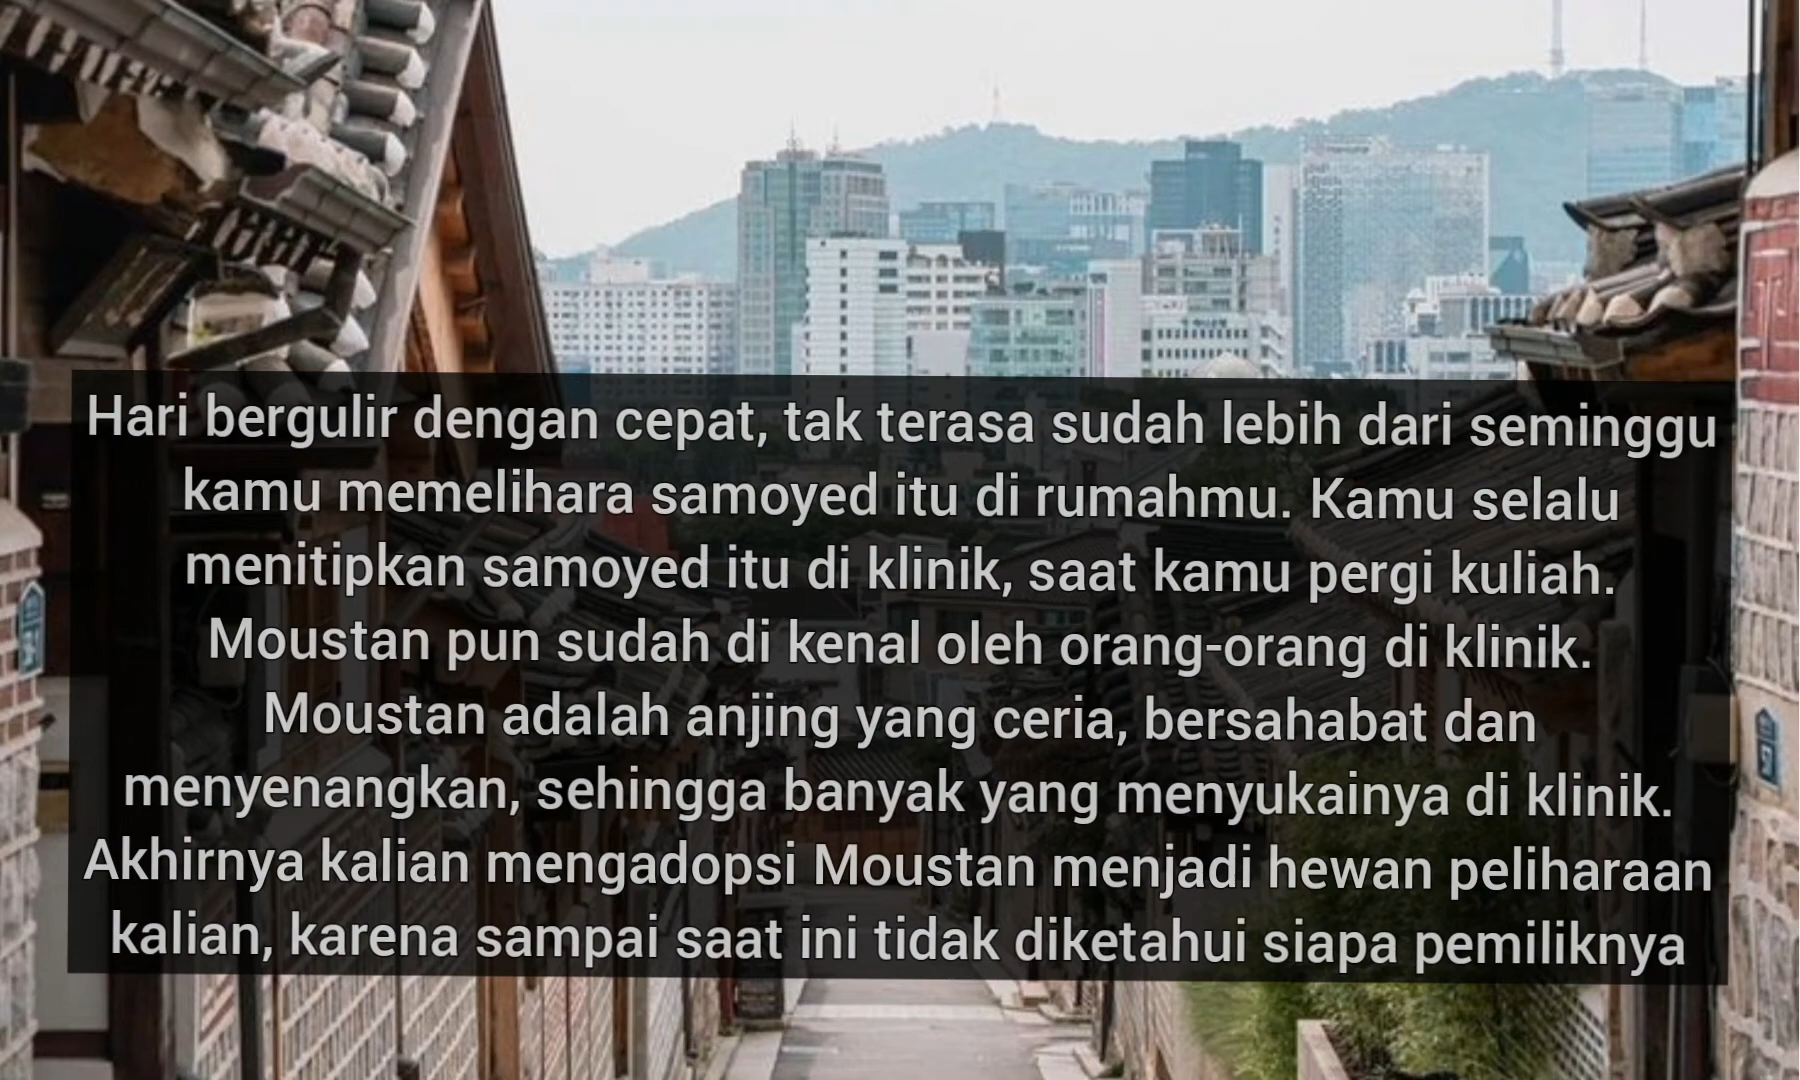 Hari bergulir dengan cepat, tak terasa sudah lebih dari seminggu
kamu memelihara samoyed itu di rumahmu. Kamu selalu
menitipkan samoyed itu di klinik, saat kamu pergi kuliah.
Moustan pun sudah di kenal oleh orang-orang di klinik.
Moustan adalah anjing yang ceria, bersahabat dan
menyenangkan, sehingga banyak yang menyukainya di klinik.
Akhirnya kalian mengadopsi Moustan menjadi hewan peliharaan
kalian, karena sampai saat ini tidak diketahui siapa pemiliknya